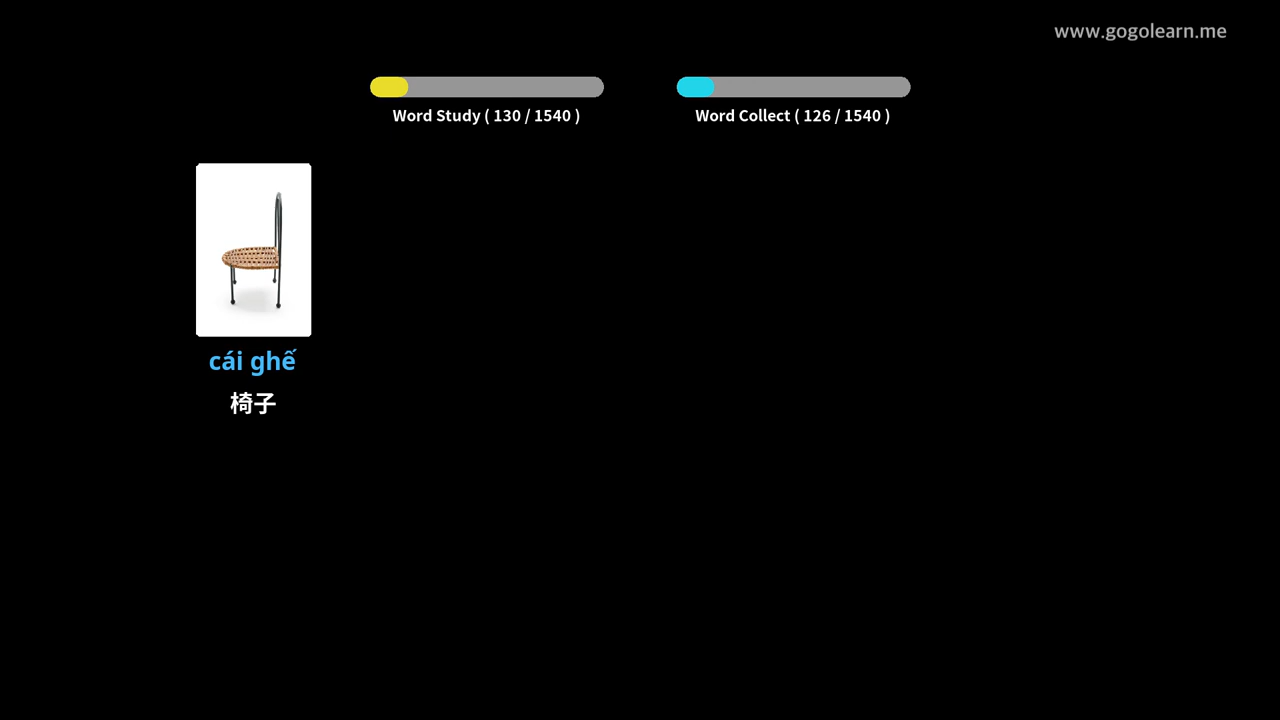 www.gogolearn.me
Word Study ( 130 / 1540 )
Word Collect ( 126 / 1540 )
cái ghế
椅子